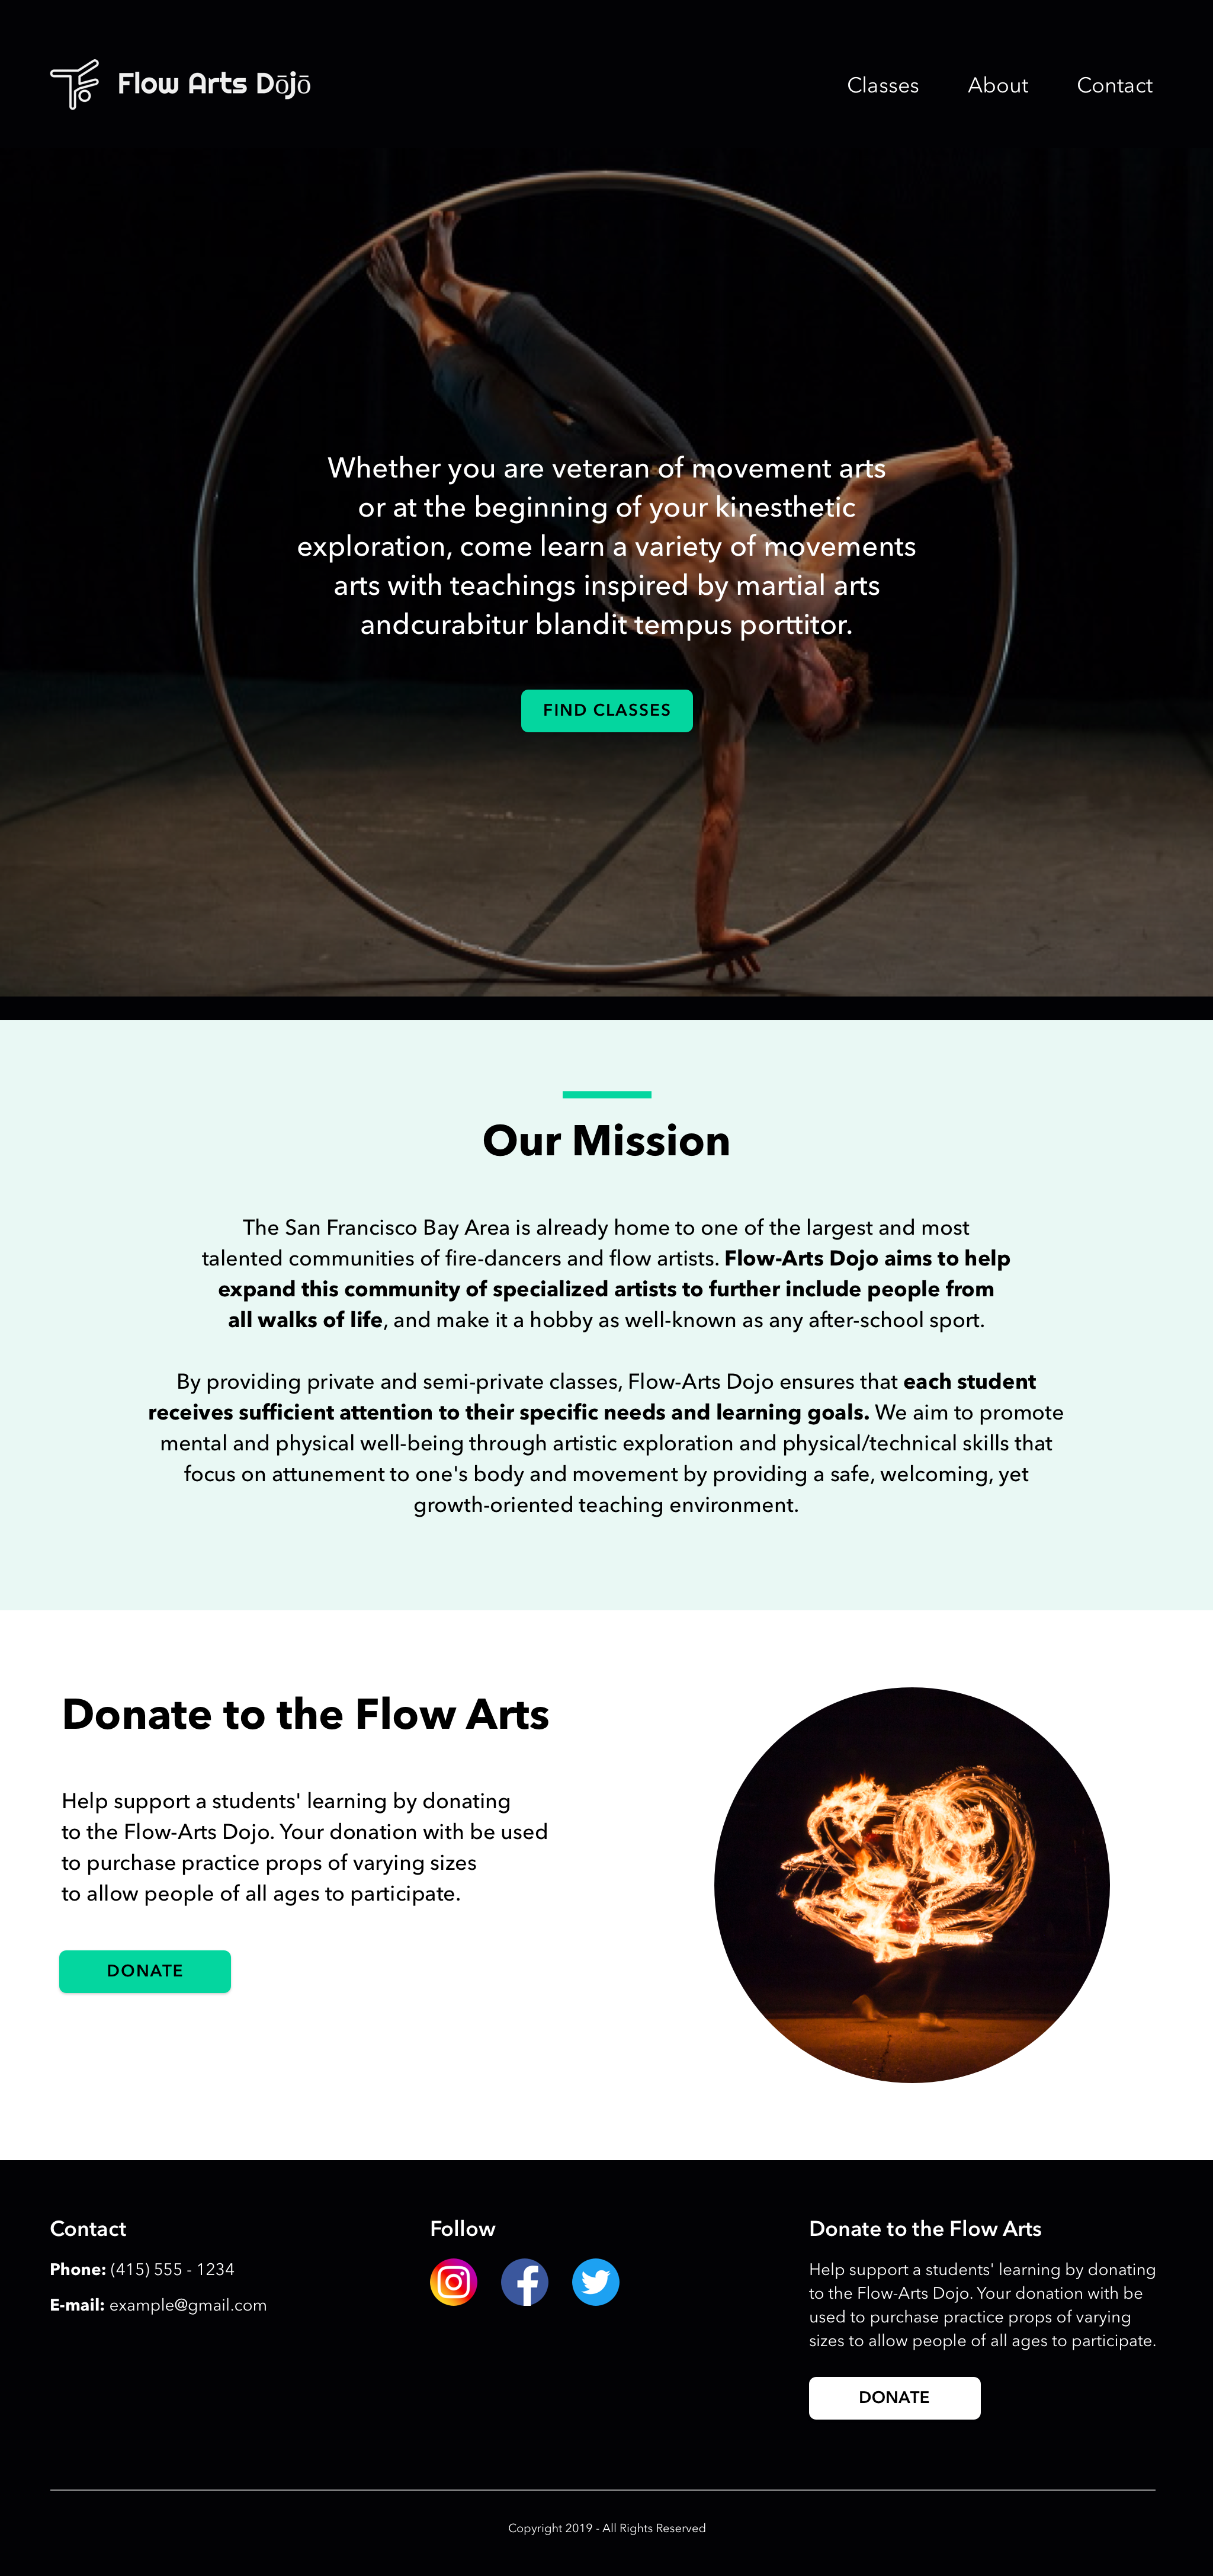 Flow Arts Dōjō
Classes About Contact
Whether you are veteran of movement arts
or at the beginning of your kinesthetic
exploration, come learn a variety of movements
arts with teachings inspired by martial arts
andcurabitur blandit tempus porttitor.
FIND CLASSES
Our Mission
The San Francisco Bay Area is already home to one of the largest and most
talented communities of fire-dancers and flow artists. Flow-Arts Dojo aims to help
expand this community of specialized artists to further include people from
all walks of life, and make it a hobby as well-known as any after-school sport.
By providing private and semi-private classes, Flow-Arts Dojo ensures that each student
receives sufficient attention to their specific needs and learning goals. We aim to promote
mental and physical well-being through artistic exploration and physical/technical skills that
focus on attunement to one's body and movement by providing a safe, welcoming, yet
growth-oriented teaching environment.
Donate to the Flow Arts
Help support a students' learning by donating
to the Flow-Arts Dojo. Your donation with be used
to purchase practice props of varying sizes
to allow people of all ages to participate.
DONATE
Contact
Phone: (415) 555 - 1234
E-mail: example@gmail.com
Follow
Donate to the Flow Arts
Help support a students' learning by donating
to the Flow-Arts Dojo. Your donation with be
used to purchase practice props of varying
sizes to allow people of all ages to participate.
DONATE
Copyright 2019 - All Rights Reserved